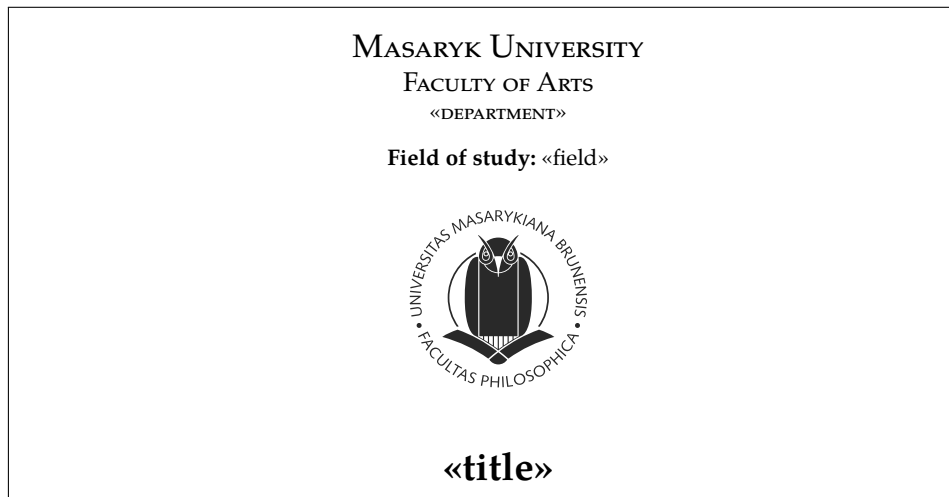 Masaryk University
Faculty of Arts
«department»
Field of study: «field»
UNIVERSITAS MASARYKIANA BRUNENSIS
• FACULTAS PHILOSOPHICA •
«title»